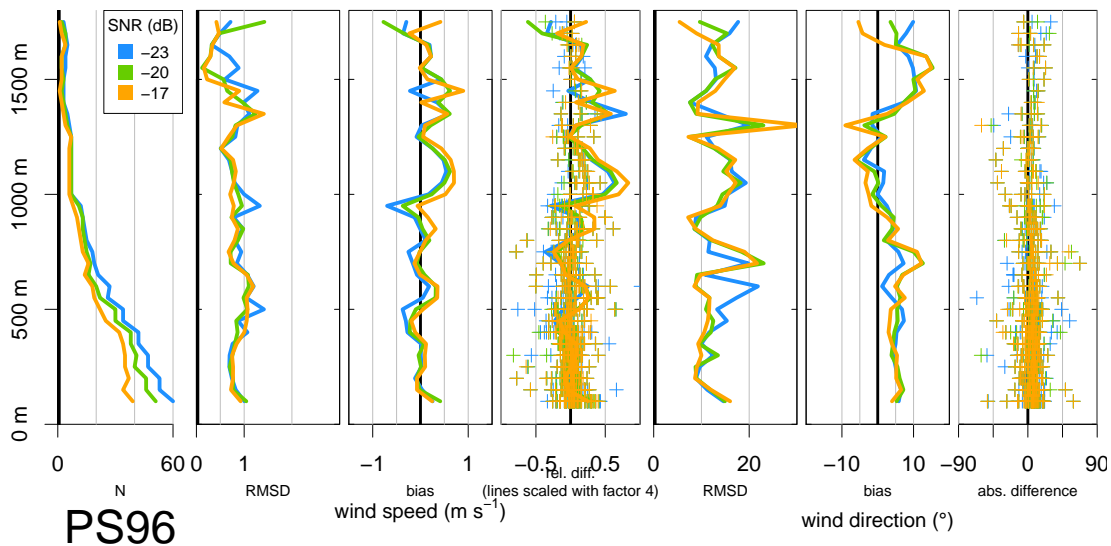 SNR (dB)
−23
−20
−17
0 m
500 m
1000 m
1500 m
0 60
N
0 1
RMSD
−1 0 1
bias
−0.5 0 0.5
rel. diff.
(lines scaled with factor 4)
wind speed (m s−1)
0 20
RMSD
−10 0 10
bias
wind direction (°)
−90 0 90
abs. difference
PS96